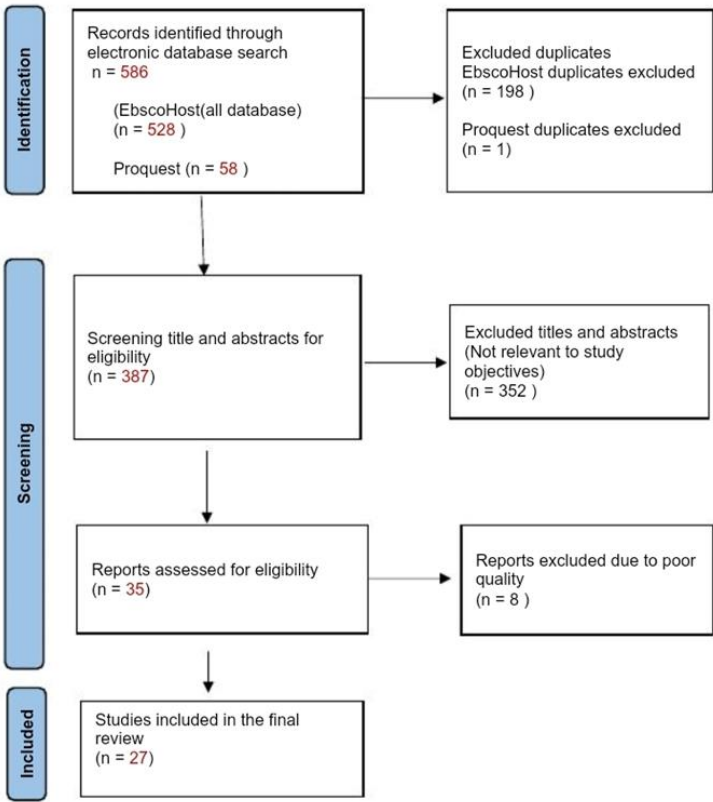 Identification
Records identified through
electronic database search
n = 586
(EbscoHost(all database)
(n = 528 )
Proquest (n = 58 )
Excluded duplicates
EbscoHost duplicates excluded
(n = 198 )
Proquest duplicates excluded
(n = 1)
Screening
Screening title and abstracts for
eligibility
(n = 387)
Excluded titles and abstracts
(Not relevant to study
objectives)
(n = 352 )
Reports assessed for eligibility
(n = 35)
Reports excluded due to poor
quality
(n = 8 )
Included
Studies included in the final
review
(n = 27)